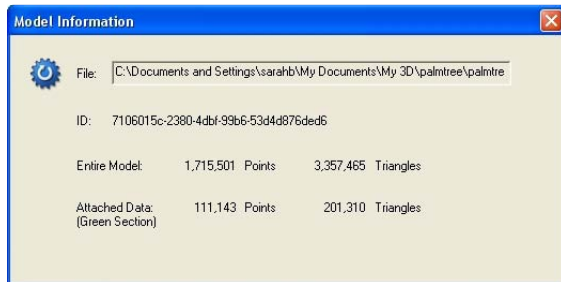 Model Information
File: C:\Documents and Settings\sarahb\My Documents\My 3D\palmtree\palmtre
ID: 7106015c-2380-4dbf-99b6-53d4d876ded6
Entire Model: 1,715,501 Points 3,357,465 Triangles
Attached Data: 111,143 Points 201,310 Triangles
(Green Section)